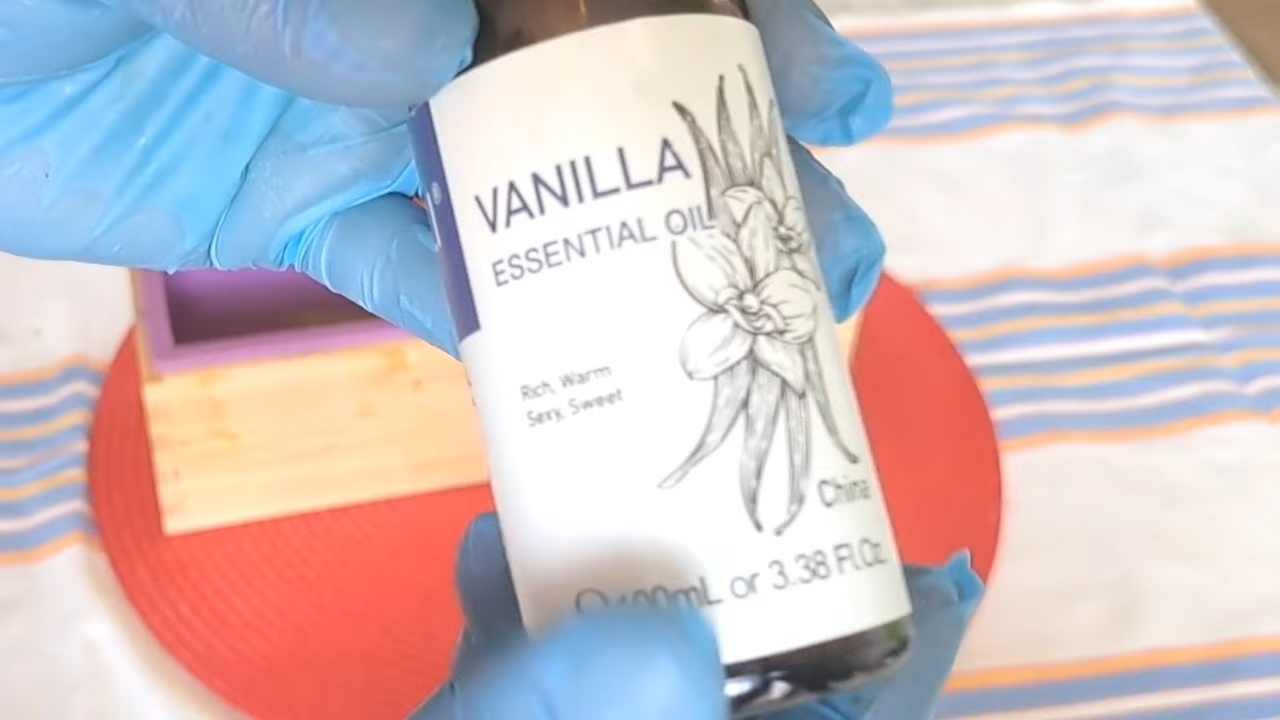 VANILLA
ESSENTIAL OIL
Rich, Warm
Sexy, Sweet
China
100mL or 3.38 Fl.Oz.